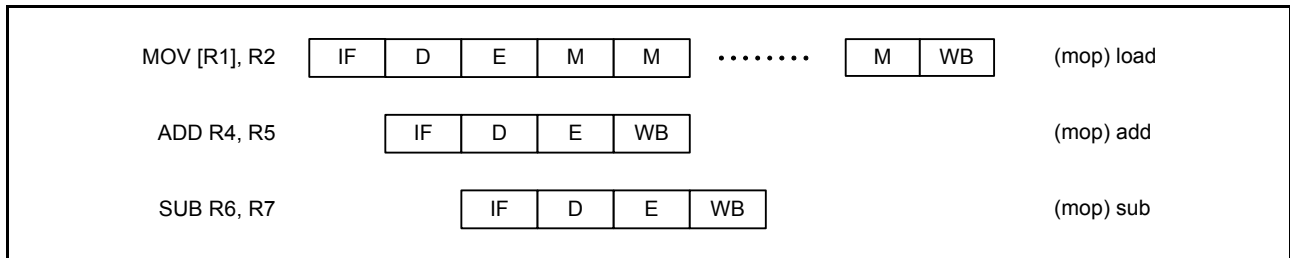 MOV [R1], R2 IF D E M M ........ M WB (mop) load
ADD R4, R5 IF D E WB (mop) add
SUB R6, R7 IF D E WB (mop) sub